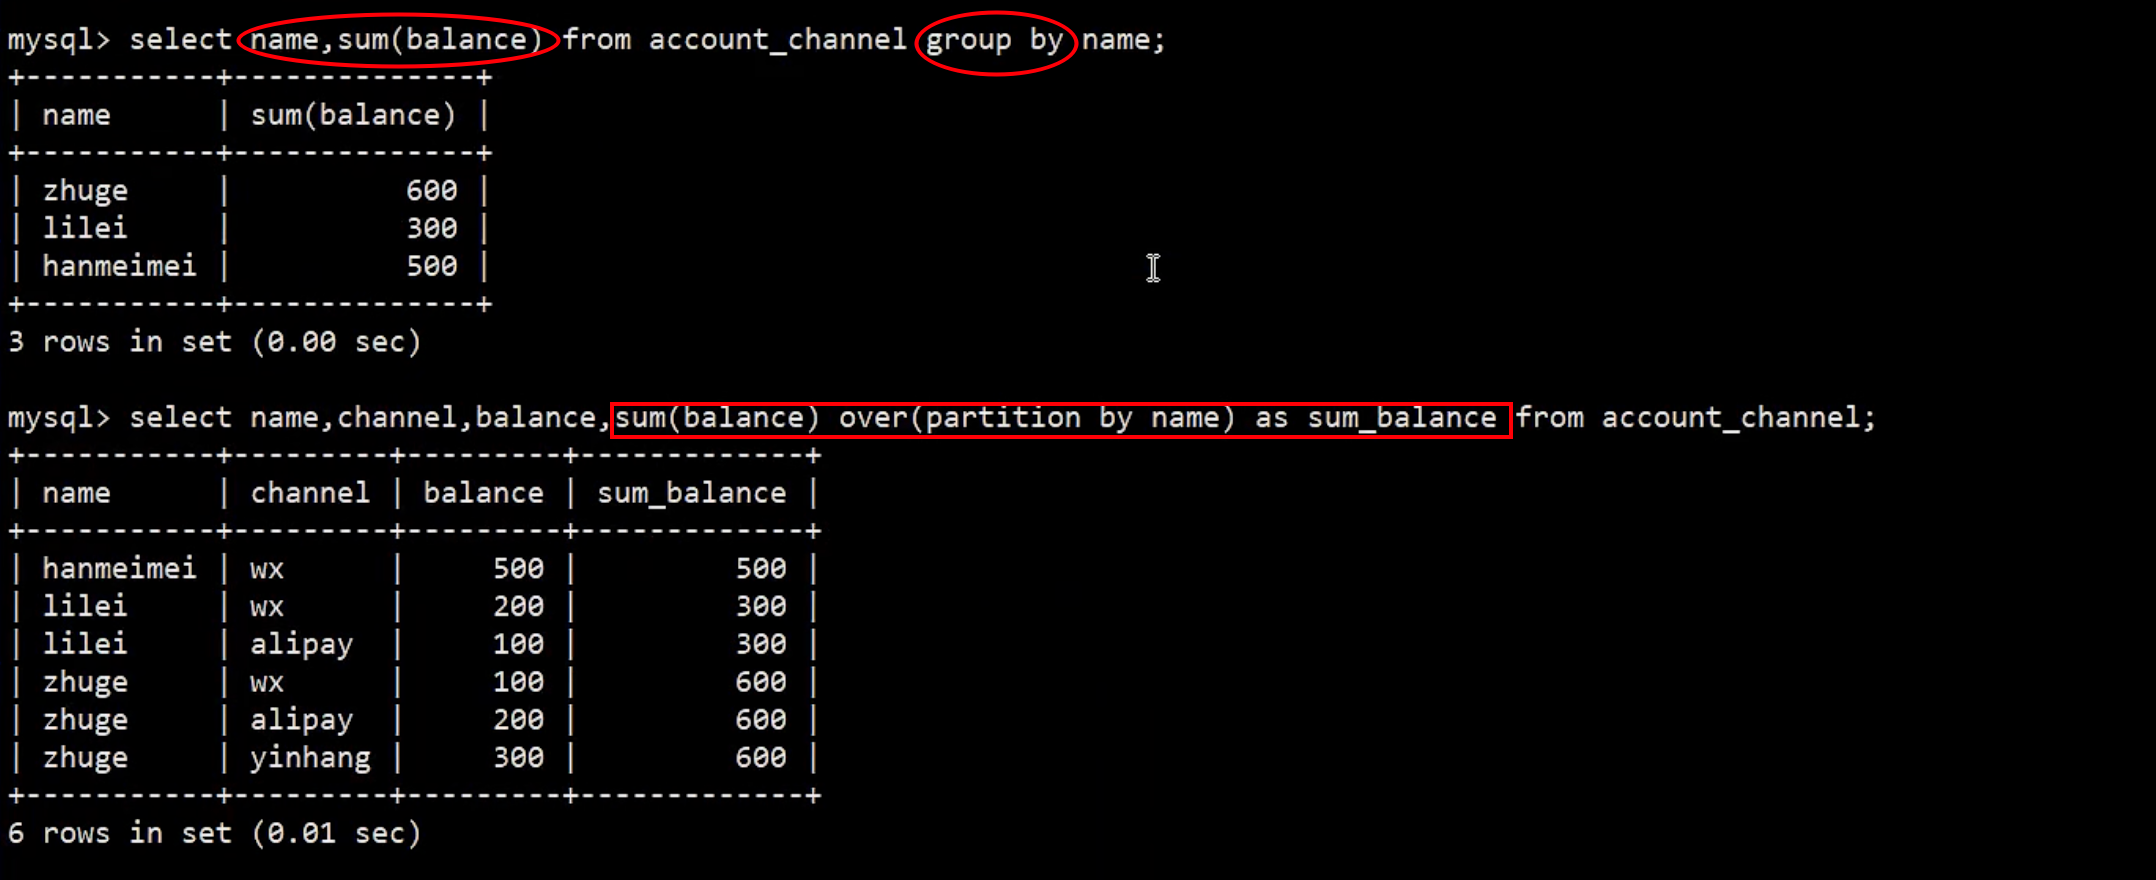 mysql> select name,sum(balance) from account_channel group by name;
+-----------+--------------+
| name      | sum(balance) |
+-----------+--------------+
| zhuge     |          600 |
| lilei     |          300 |
| hanmeimei |          500 |
+-----------+--------------+
3 rows in set (0.00 sec)
mysql> select name,channel,balance,sum(balance) over(partition by name) as sum_balance from account_channel;
+-----------+---------+---------+-------------+
| name      | channel | balance | sum_balance |
+-----------+---------+---------+-------------+
| hanmeimei | wx      |     500 |         500 |
| lilei     | wx      |     200 |         300 |
| lilei     | alipay  |     100 |         300 |
| zhuge     | wx      |     100 |         600 |
| zhuge     | alipay  |     200 |         600 |
| zhuge     | yinhang |     300 |         600 |
+-----------+---------+---------+-------------+
6 rows in set (0.01 sec)